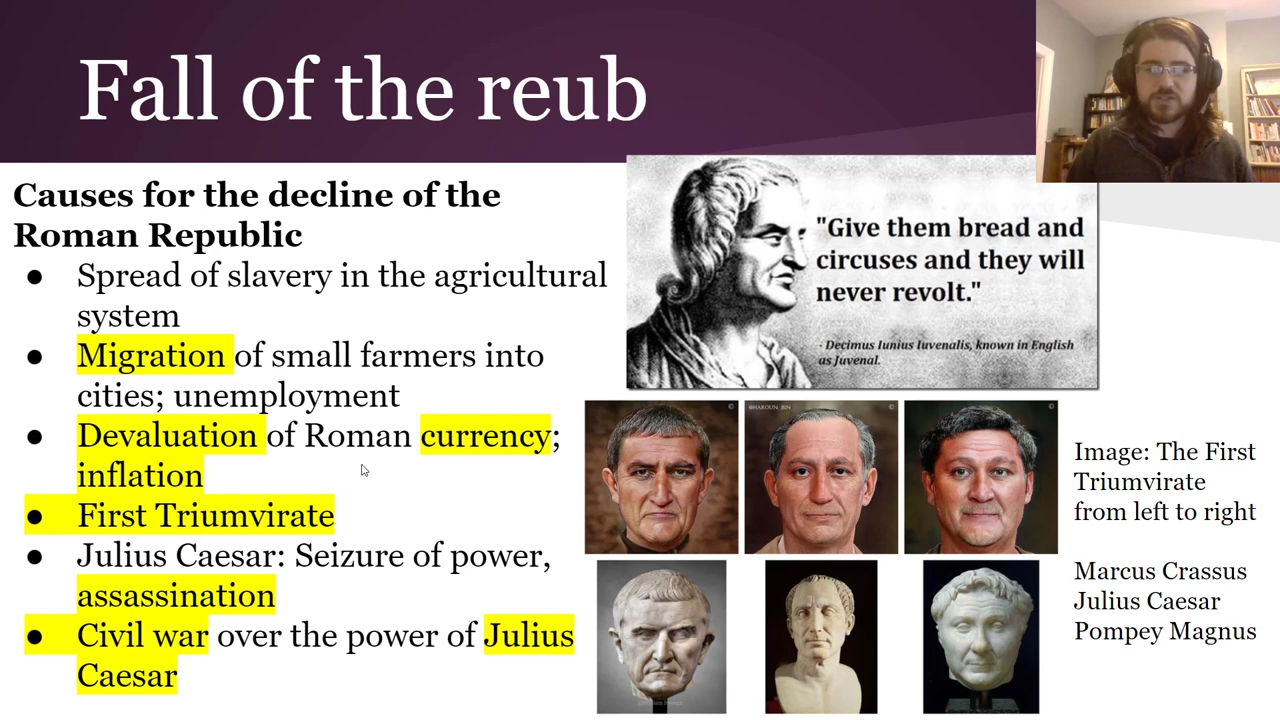 Fall of the reub
Causes for the decline of the
Roman Republic
● Spread of slavery in the agricultural
system
● Migration of small farmers into
cities; unemployment
● Devaluation of Roman currency;
inflation
● First Triumvirate
● Julius Caesar: Seizure of power,
assassination
● Civil war over the power of Julius
Caesar
"Give them bread and
circuses and they will
never revolt."
- Decimus Iunius Iuvenalis, known in English
as Juvenal.
©
@HAROUN_BIN ©
©
Image: The First
Triumvirate
from left to right
Marcus Crassus
Julius Caesar
Pompey Magnus